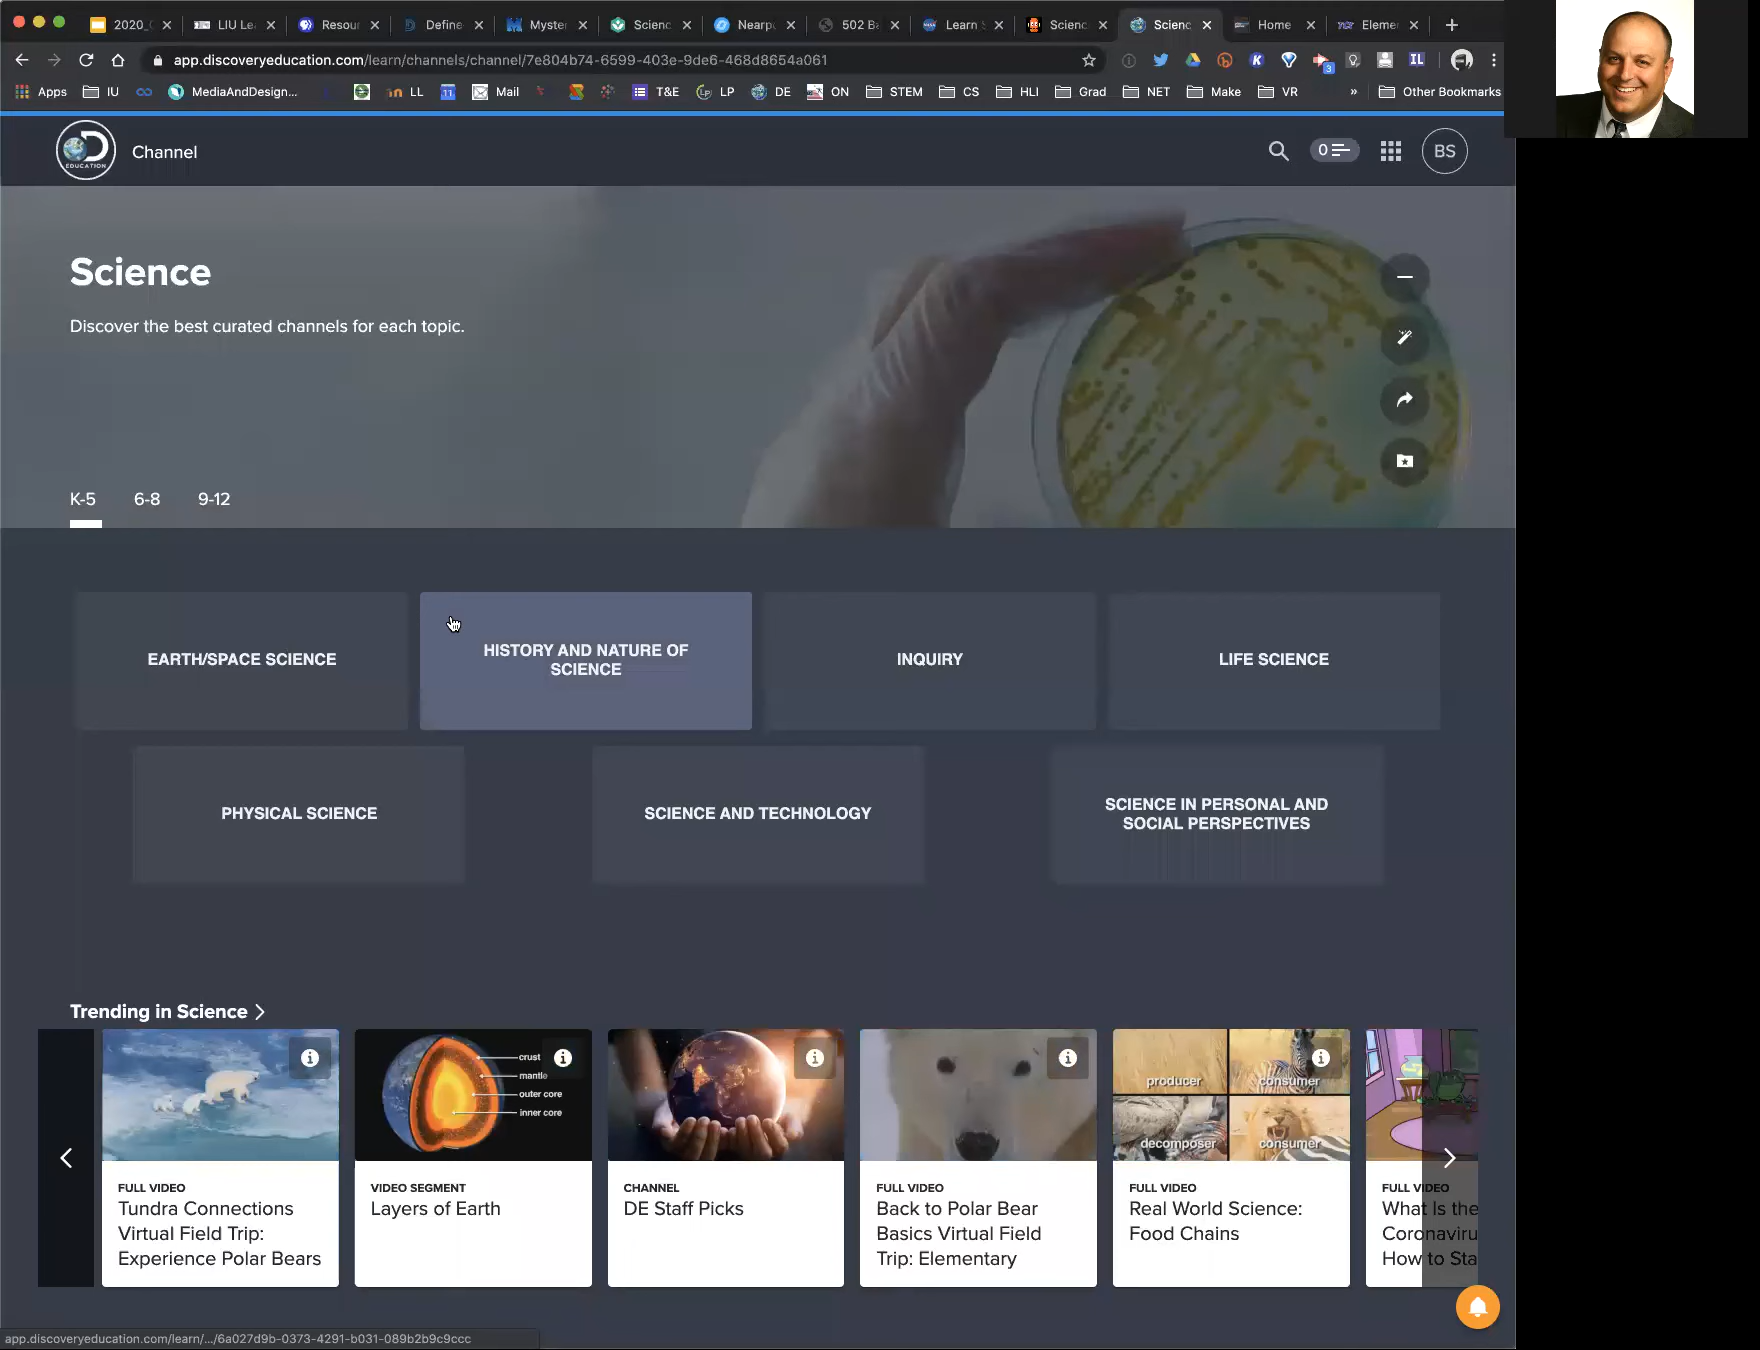 2020_
LIU Le
Resour
Define
Myste
Scienc
Nearp
502 B
Learn
Scienc
Scienc
Home
Eleme
app.discoveryeducation.com/learn/channels/channel/7e804b74-6599-403e-9de6-468d8654a061
3
IL
Apps
IU
MediaAndDesign...
LL
Mail
T&E
LP
DE
ON
STEM
CS
HLI
Grad
NET
Make
VR
»
Other Bookmarks
EDUCATION
Channel
0
BS
Science
Discover the best curated channels for each topic.
K-5
6-8
9-12
EARTH/SPACE SCIENCE
HISTORY AND NATURE OF
SCIENCE
INQUIRY
LIFE SCIENCE
PHYSICAL SCIENCE
SCIENCE AND TECHNOLOGY
SCIENCE IN PERSONAL AND
SOCIAL PERSPECTIVES
Trending in Science
crust
mantle
outer core
inner core
producer
consumer
decomposer
consumer
FULL VIDEO
Tundra Connections
Virtual Field Trip:
Experience Polar Bears
VIDEO SEGMENT
Layers of Earth
CHANNEL
DE Staff Picks
FULL VIDEO
Back to Polar Bear
Basics Virtual Field
Trip: Elementary
FULL VIDEO
Real World Science:
Food Chains
FULL VIDEO
What Is the
Coronaviru
How to Sta
app.discoveryeducation.com/learn/.../6a027d9b-0373-4291-b031-089b2b9c9ccc